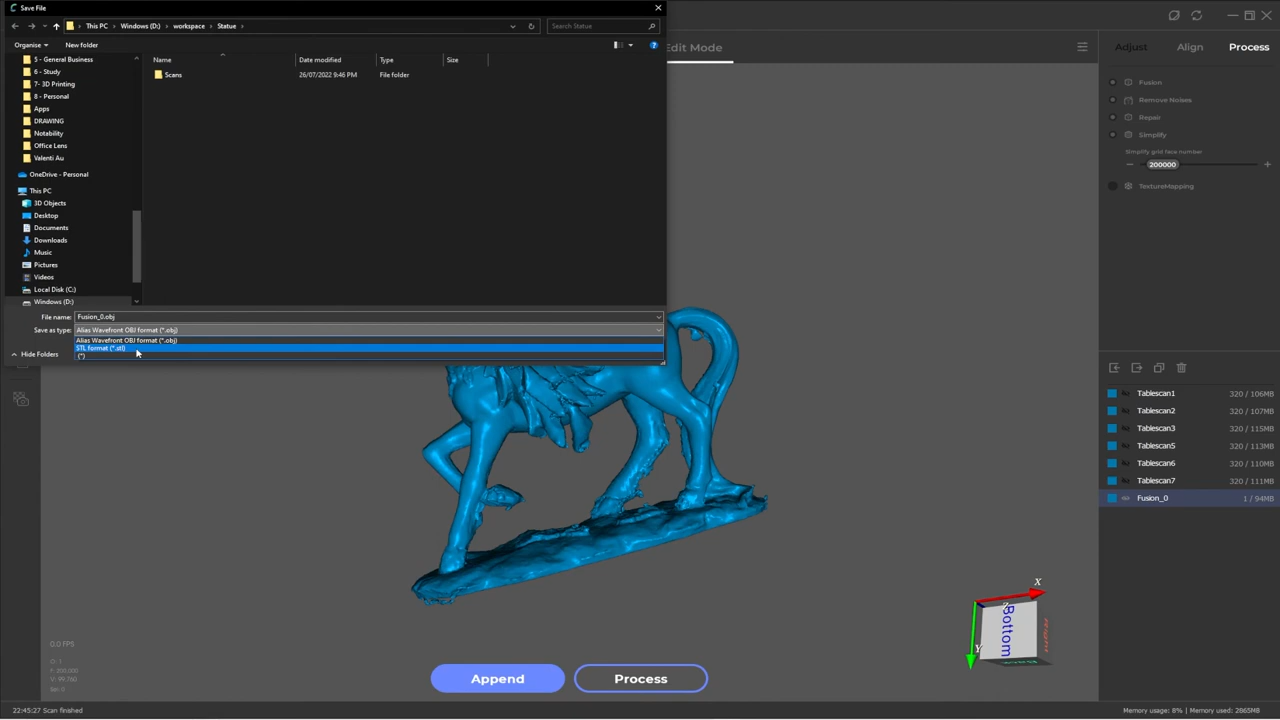 Save File
This PC > Windows (D:) > workspace > Statue >
Search Statue
Organise
New folder
5 - General Business
6 - Study
7- 3D Printing
8 - Personal
Apps
DRAWING
Notability
Office Lens
Valenti Au
OneDrive - Personal
This PC
3D Objects
Desktop
Documents
Downloads
Music
Pictures
Videos
Local Disk (C:)
Windows (D:)
Name
Date modified
Type
Size
Scans
26/07/2022 9:46 PM
File folder
File name:
Fusion_0.obj
Save as type:
Alias Wavefront OBJ format (*.obj)
Alias Wavefront OBJ format (*.obj)
STL format (*.stl)
(*)
Hide Folders
Edit Mode
Adjust
Align
Process
Fusion
Remove Noises
Repair
Simplify
200000
TextureMapping
Tablescan1 320 / 106MB
Tablescan2 320 / 107MB
Tablescan3 320 / 115MB
Tablescan5 320 / 113MB
Tablescan6 320 / 110MB
Tablescan7 320 / 111MB
Fusion_0 1 / 94MB
X
Z
Bottom
Right
Y
Back
0.0 FPS
F: 200,000
V: 99,760
Append
Process
22:45:27 Scan finished
Memory usage: 8% | Memory used: 2865MB